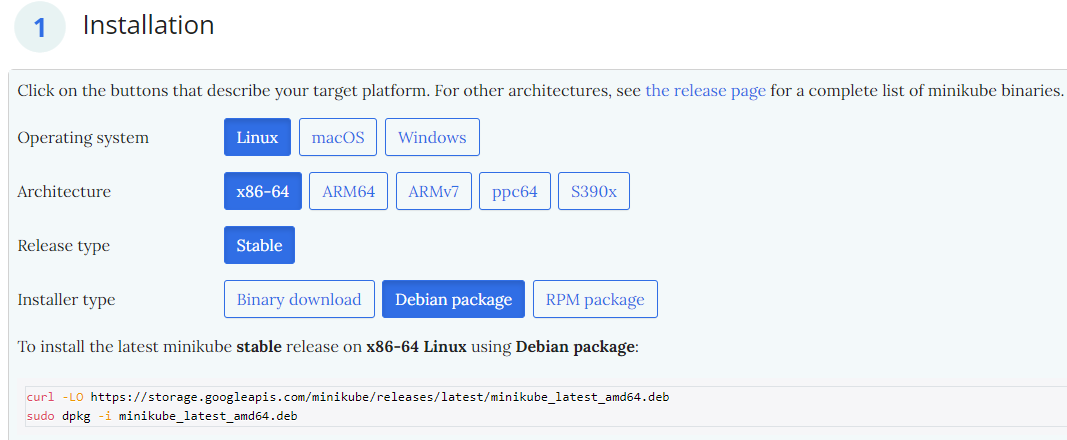 1 Installation
Click on the buttons that describe your target platform. For other architectures, see the release page for a complete list of minikube binaries.
Operating system Linux macOS Windows
Architecture x86-64 ARM64 ARMv7 ppc64 S390x
Release type Stable
Installer type Binary download Debian package RPM package
To install the latest minikube stable release on x86-64 Linux using Debian package:
curl -LO https://storage.googleapis.com/minikube/releases/latest/minikube_latest_amd64.deb
sudo dpkg -i minikube_latest_amd64.deb